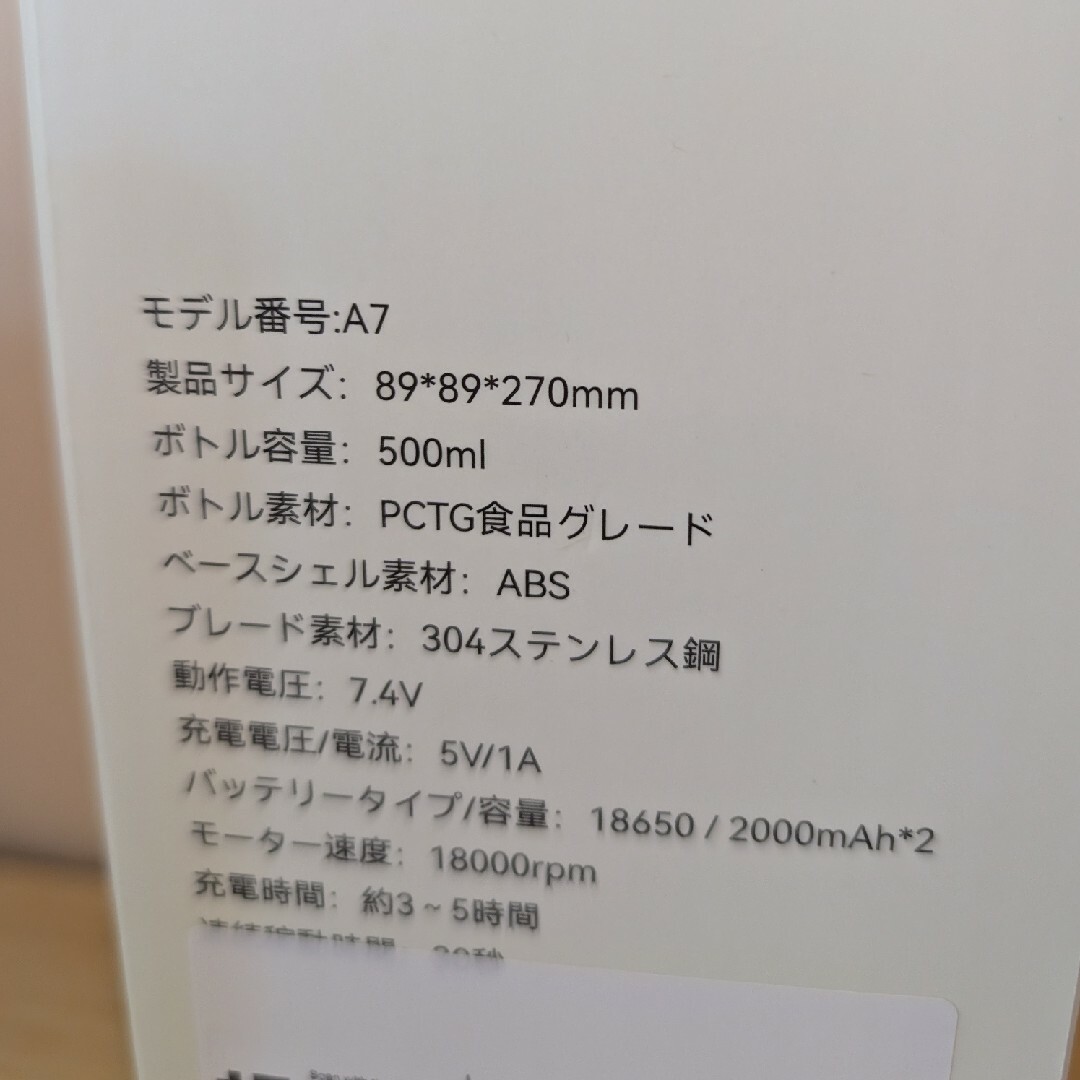 モデル番号:A7
製品サイズ： 89*89*270mm
ボトル容量： 500ml
ボトル素材： PCTG食品グレード
ベースシェル素材： ABS
ブレード素材： 304ステンレス鋼
動作電圧： 7.4V
充電電圧/電流： 5V/1A
バッテリータイプ/容量： 18650 / 2000mAh*2
モーター速度： 18000rpm
充電時間： 約3 ~ 5時間